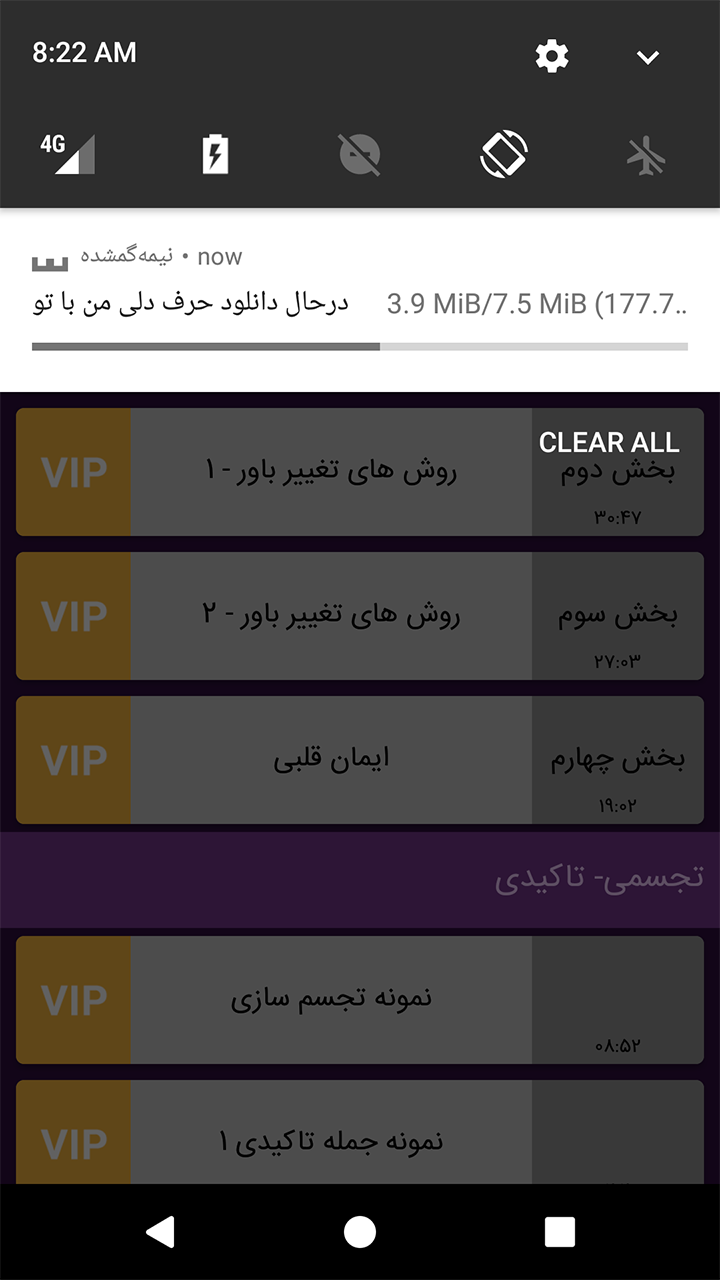 8:22 AM
4G
نیمه‌گمشده • now
درحال دانلود حرف دلی من با تو 3.9 MiB/7.5 MiB (177.7..
CLEAR ALL
VIP روش های تغییر باور - ۱ بخش دوم
۳۰:۴۷
VIP روش های تغییر باور - ۲ بخش سوم
۲۷:۰۳
VIP ایمان قلبی بخش چهارم
۱۹:۰۲
تجسمی- تاکیدی
VIP نمونه تجسم سازی
۰۸:۵۲
VIP نمونه جمله تاکیدی ۱